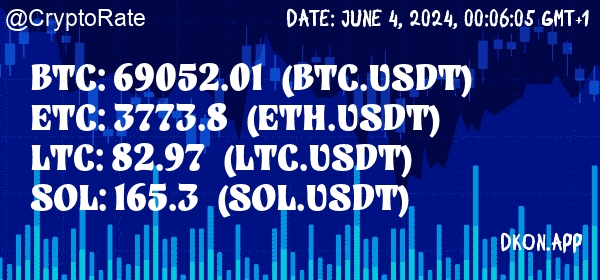 @CryptoRate
DATE: JUNE 4, 2024, 00:06:05 GMT+1
BTC: 69052.01 (BTC.USDT)
ETC: 3773.8 (ETH.USDT)
LTC: 82.97 (LTC.USDT)
SOL: 165.3 (SOL.USDT)
DKON.APP